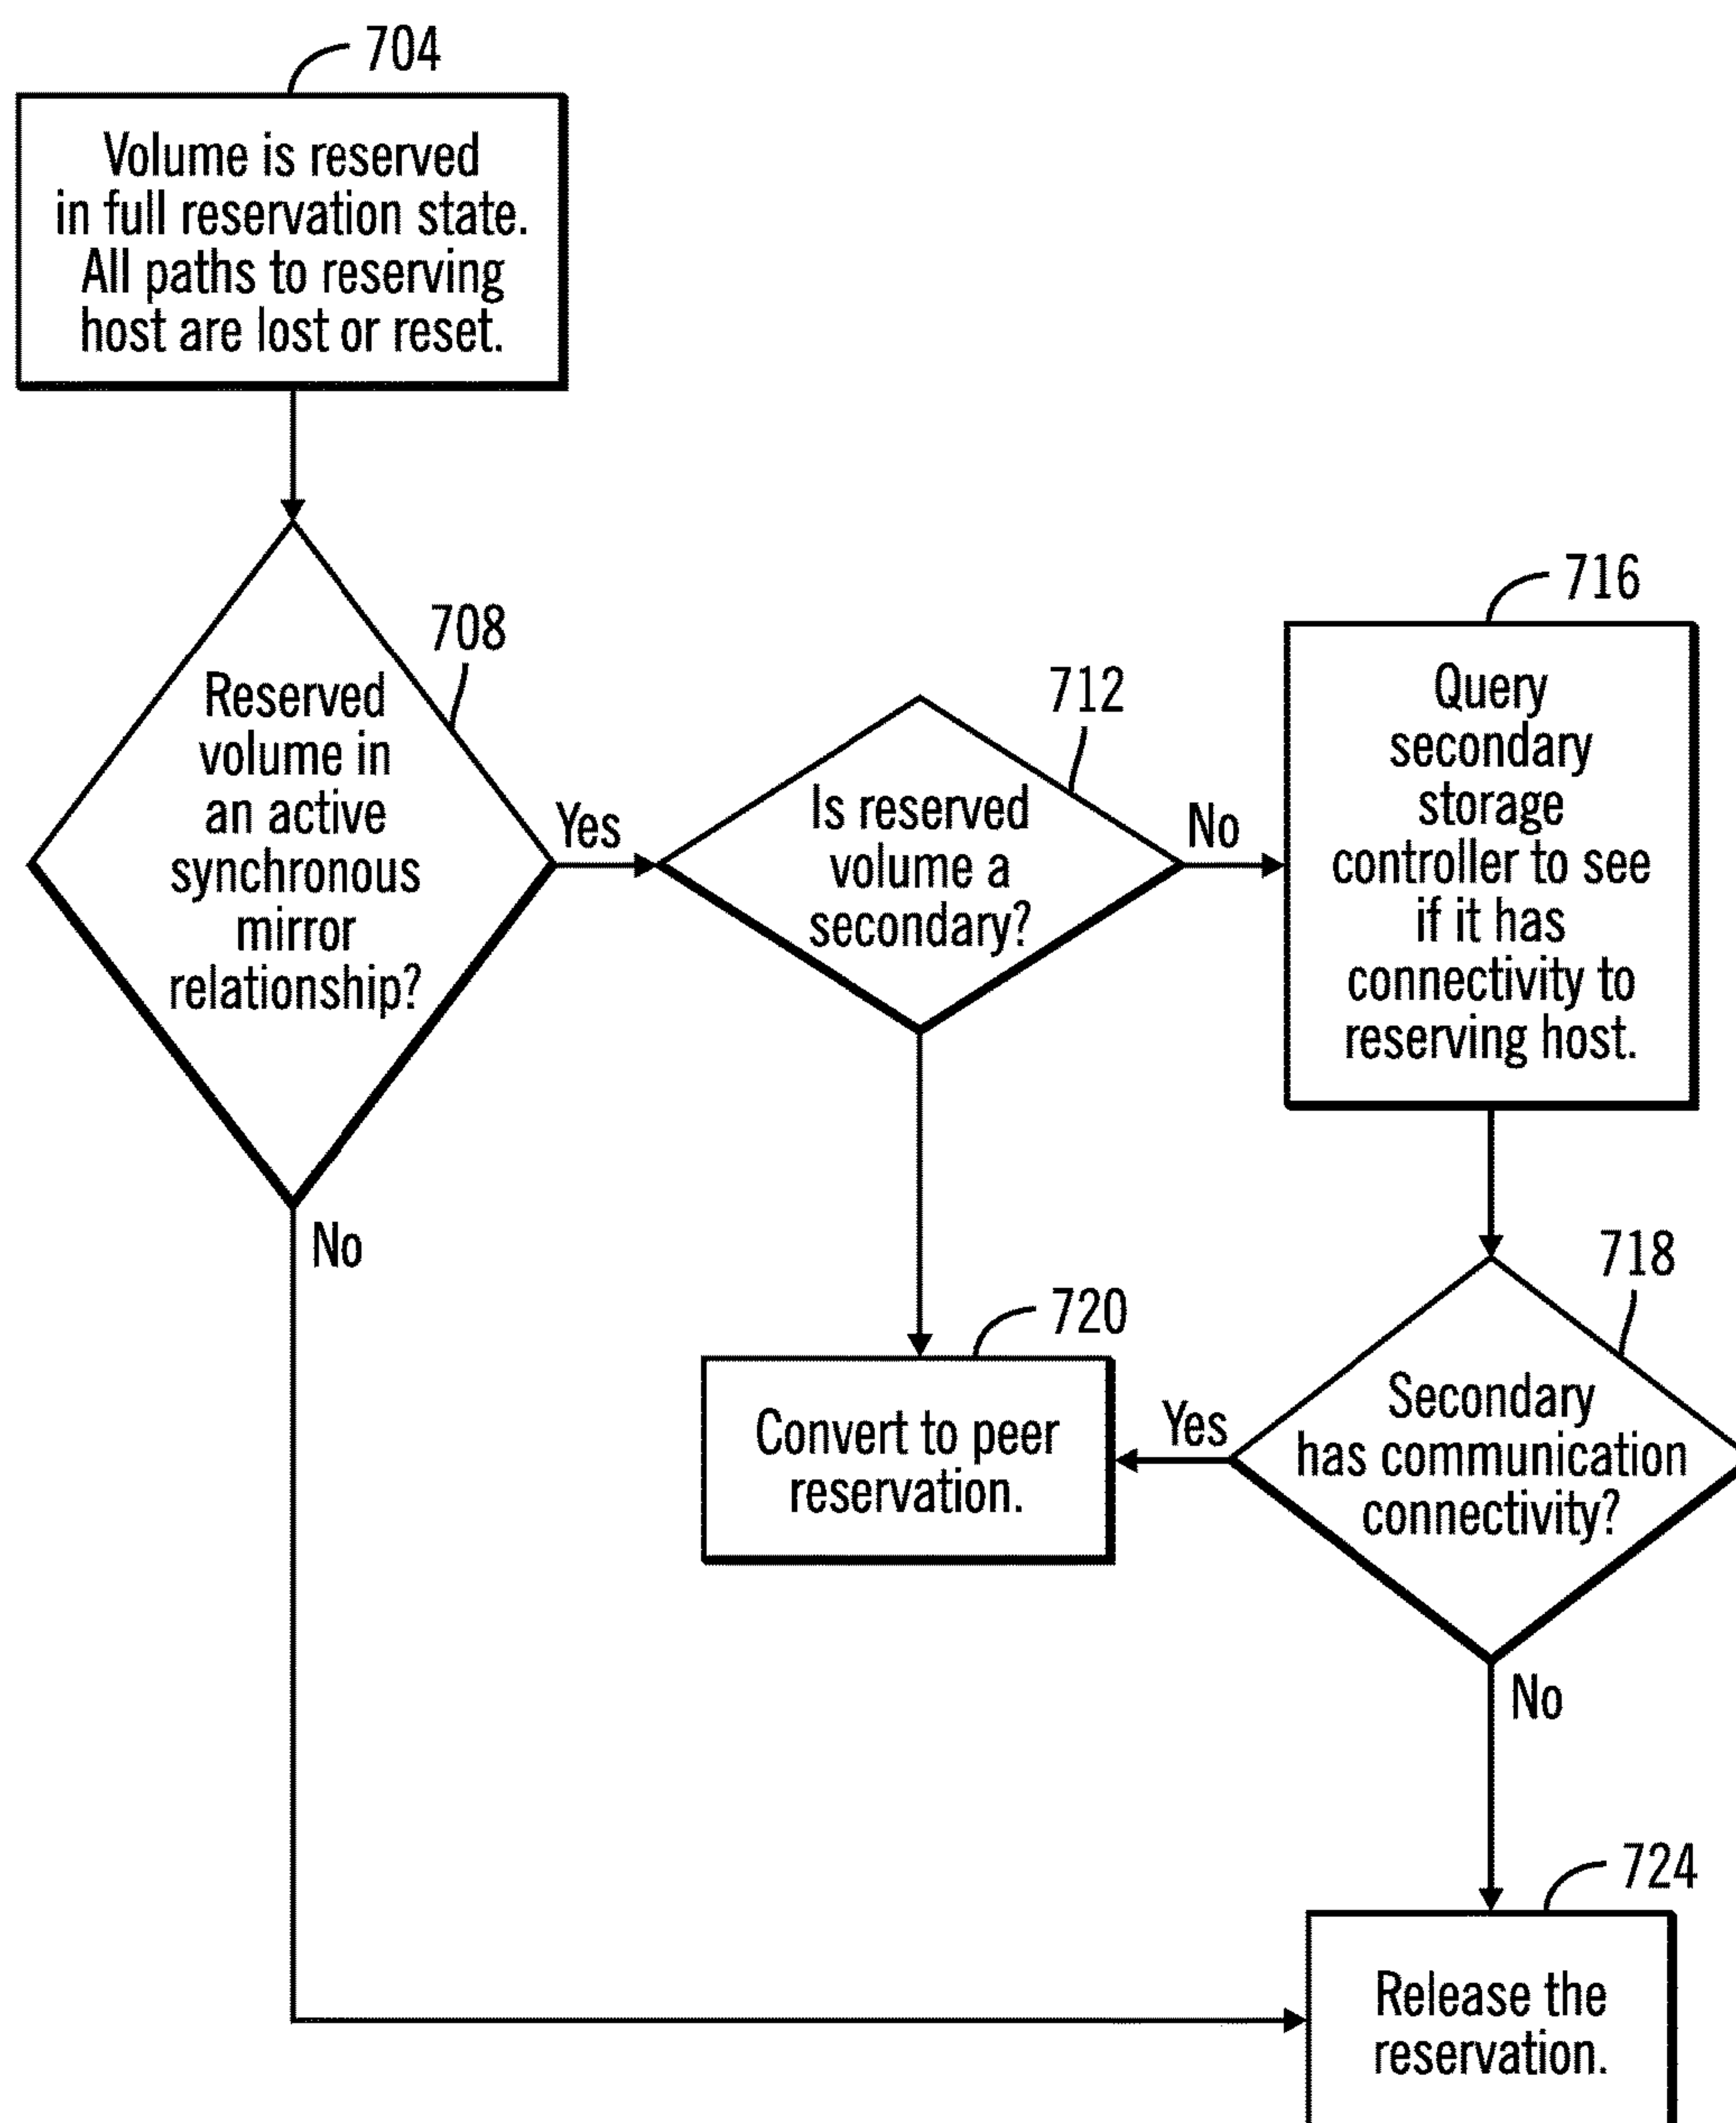 704
Volume is reserved
in full reservation state.
All paths to reserving
host are lost or reset.
708
Reserved
volume in
an active
synchronous
mirror
relationship?
Yes
No
712
Is reserved
volume a
secondary?
No
716
Query
secondary
storage
controller to see
if it has
connectivity to
reserving host.
718
Secondary
has communication
connectivity?
Yes
No
720
Convert to peer
reservation.
724
Release the
reservation.